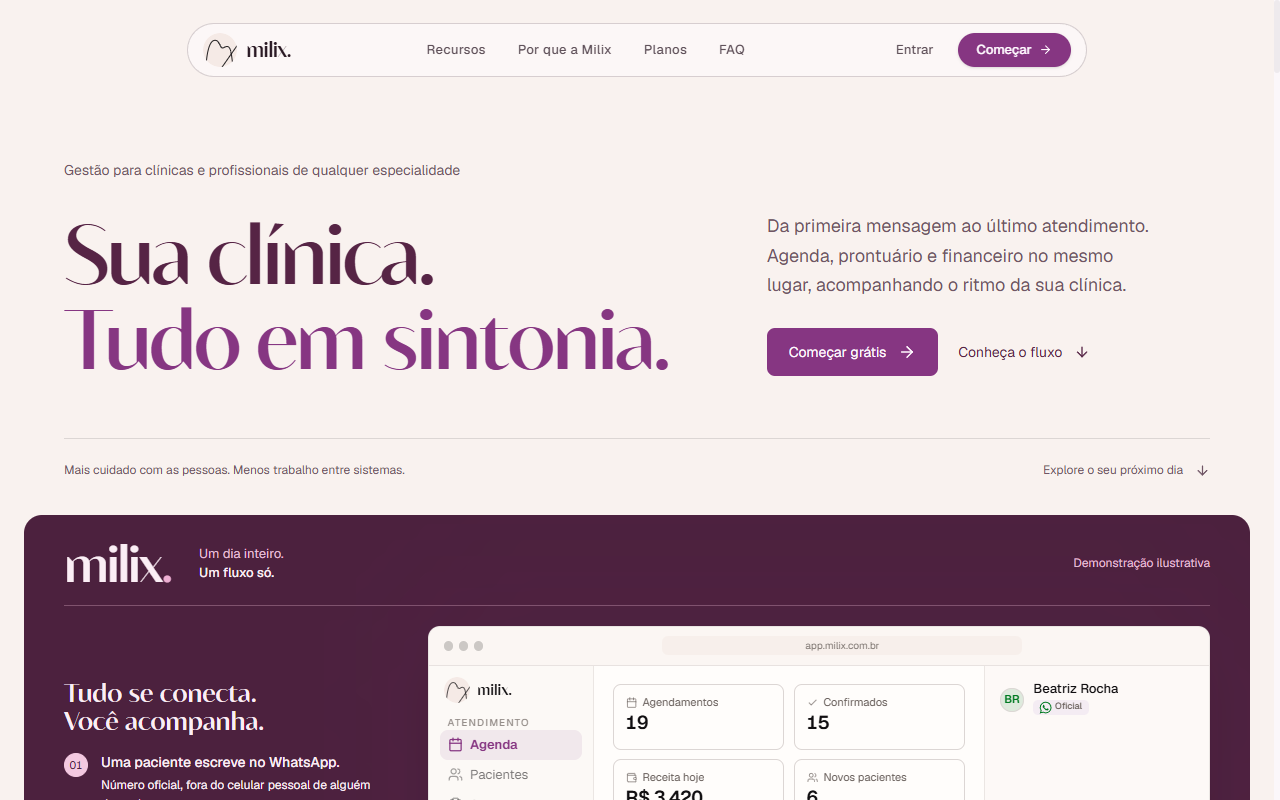 milix.
Recursos
Por que a Milix
Planos
FAQ
Entrar
Começar
Gestão para clínicas e profissionais de qualquer especialidade
Sua clínica.
Tudo em sintonia.
Da primeira mensagem ao último atendimento.
Agenda, prontuário e financeiro no mesmo
lugar, acompanhando o ritmo da sua clínica.
Começar grátis
Conheça o fluxo
Mais cuidado com as pessoas. Menos trabalho entre sistemas.
Explore o seu próximo dia
milix.
Um dia inteiro.
Um fluxo só.
Demonstração ilustrativa
Tudo se conecta.
Você acompanha.
01
Uma paciente escreve no WhatsApp.
Número oficial, fora do celular pessoal de alguém
app.milix.com.br
milix.
ATENDIMENTO
Agenda
Pacientes
Agendamentos
19
Confirmados
15
Receita hoje
R$ 3.420
Novos pacientes
6
BR
Beatriz Rocha
Oficial